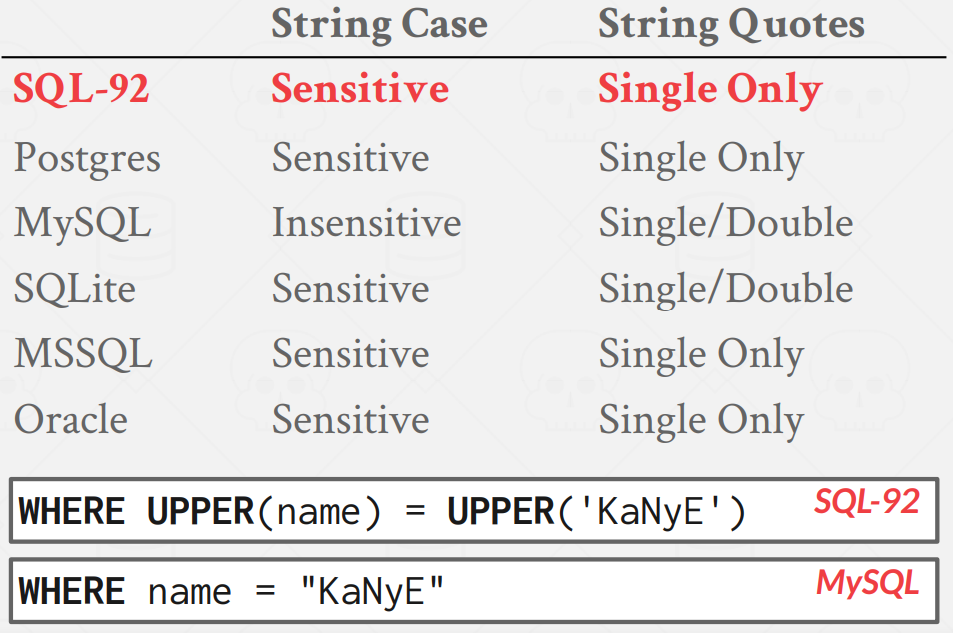 String Case String Quotes
SQL-92 Sensitive Single Only
Postgres Sensitive Single Only
MySQL Insensitive Single/Double
SQLite Sensitive Single/Double
MSSQL Sensitive Single Only
Oracle Sensitive Single Only
WHERE UPPER(name) = UPPER('KaNyE') SQL-92
WHERE name = "KaNyE" MySQL